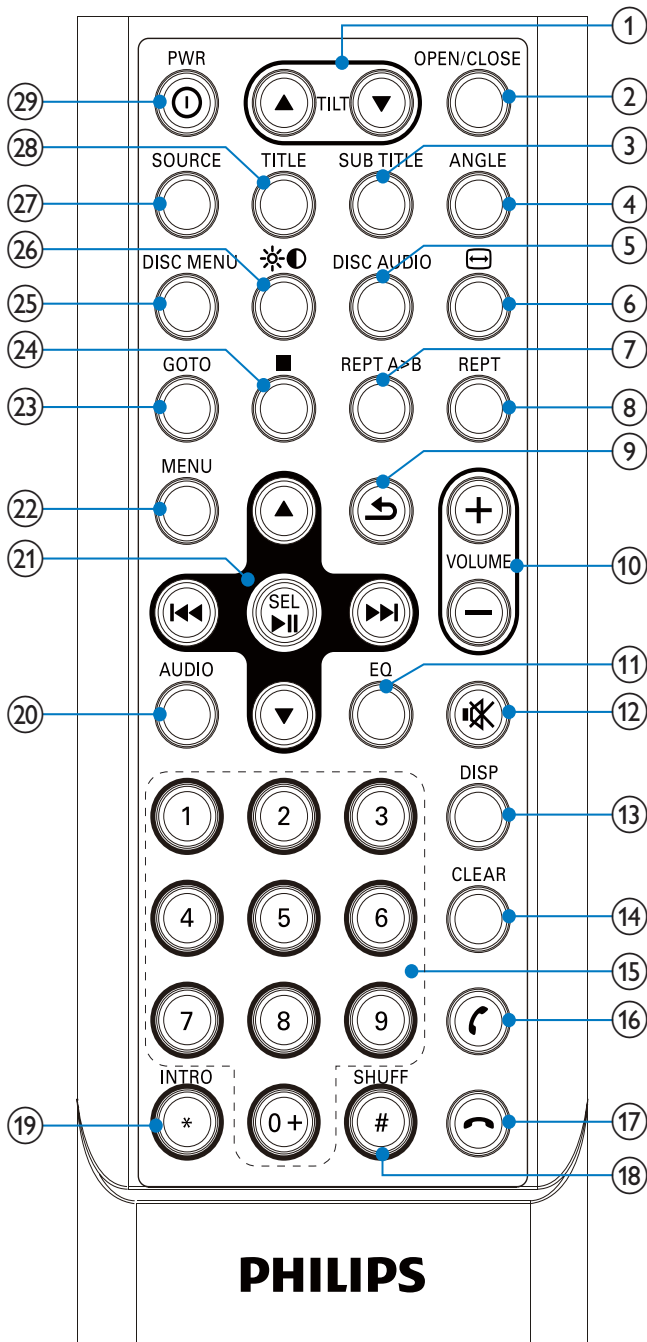 1
PWR
OPEN/CLOSE
29
TILT
2
28
3
SOURCE
TITLE
SUB TITLE
ANGLE
27
4
26
5
DISC MENU
DISC AUDIO
25
6
24
7
GOTO
REPT A>B
REPT
23
8
MENU
9
22
21
VOLUME
10
SEL
AUDIO
EQ
11
20
12
DISP
1
2
3
13
CLEAR
4
5
6
14
15
7
8
9
16
INTRO
SHUFF
19
*
0+
#
17
18
PHILIPS